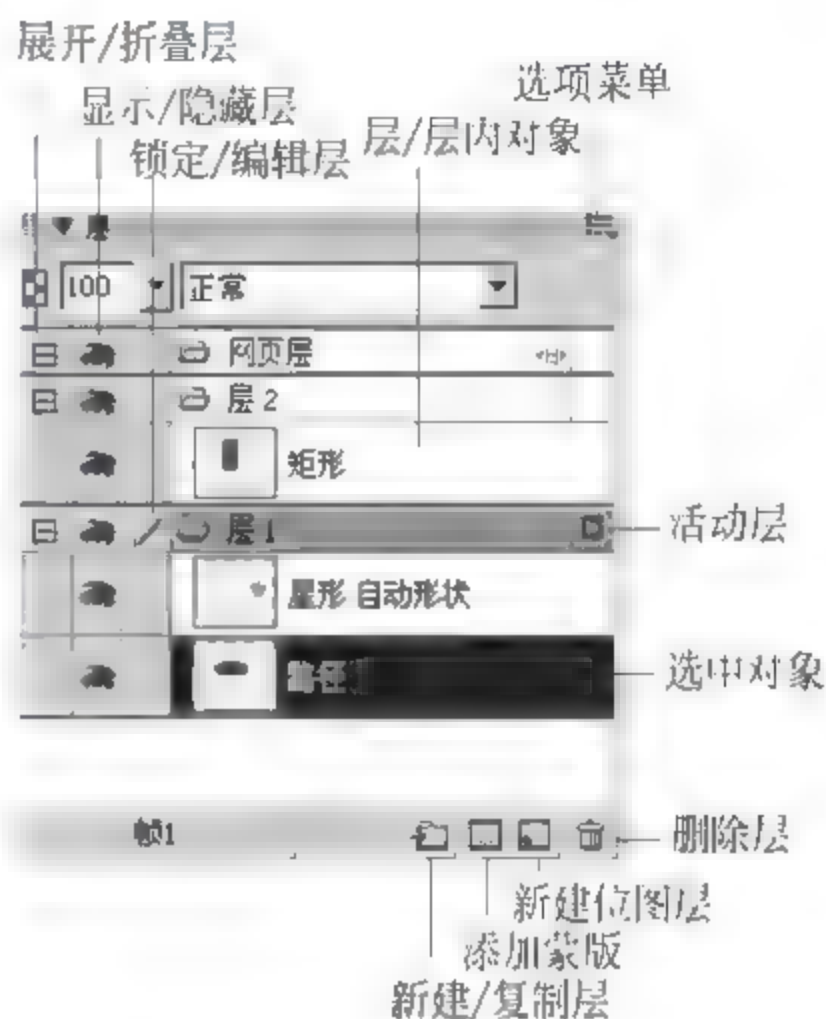 展开/折叠层
选项菜单
显示/隐藏层
层/层内对象
锁定/编辑层
层
100 正常
网页层
层 2
矩形
层 1
活动层
星形 自动形状
选中对象
帧1
删除层
新建位图层
添加蒙版
新建/复制层